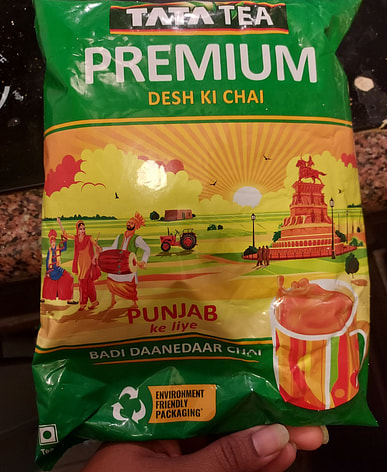 TATA TEA
PREMIUM
DESH KI CHAI
PUNJAB
ke liye
BADI DAANEDAAR CHAI
ENVIRONMENT
FRIENDLY
PACKAGING*